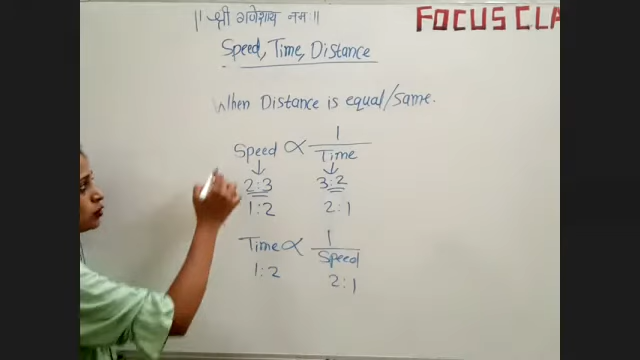 ||श्री गणेशाय नमः||
FOCUS CLA
Speed, Time, Distance
When Distance is equal/same.
Speed ∝ 1/Time
2:3 3:2
1:2 2:1
Time ∝ 1/Speed
1:2 2:1